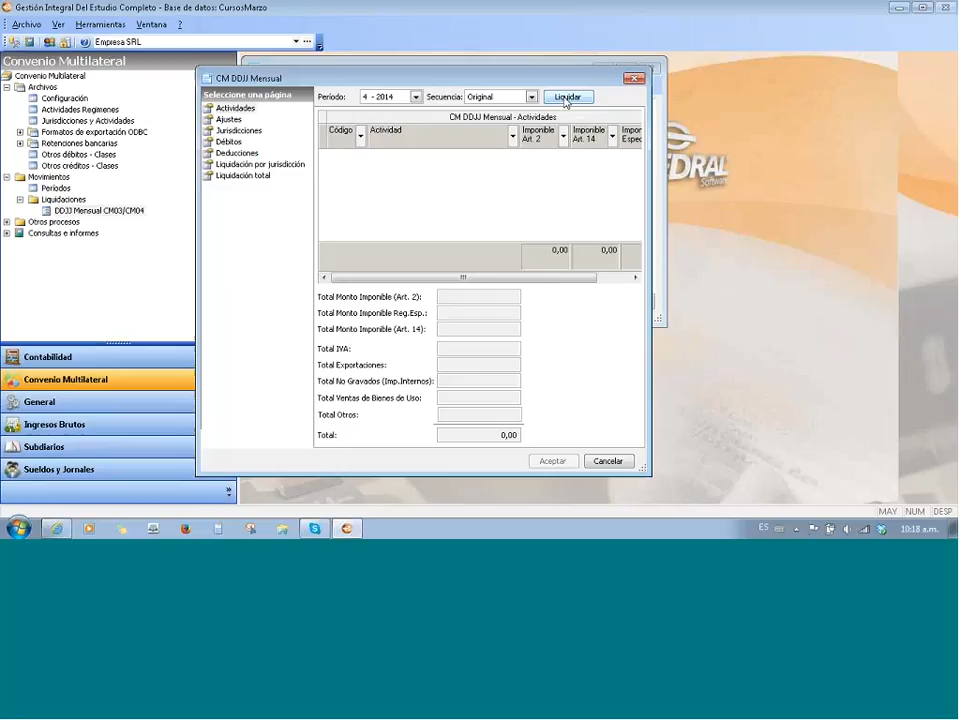 Gestión Integral Del Estudio Completo - Base de datos: CursosMarzo
Archivo Ver Herramientas Ventana ?
Empresa SRL
Convenio Multilateral
Convenio Multilateral
Archivos
Configuración
Actividades Regimenes
Jurisdicciones y Actividades
Formatos de exportación ODBC
Retenciones bancarias
Otros débitos - Clases
Otros créditos - Clases
Movimientos
Períodos
Liquidaciones
DDJJ Mensual CM03/CM04
Otros procesos
Consultas e informes
Contabilidad
Convenio Multilateral
General
Ingresos Brutos
Subdiarios
Sueldos y Jornales
CM DDJJ Mensual
Seleccione una página
Actividades
Ajustes
Jurisdicciones
Débitos
Deducciones
Liquidación por jurisdicción
Liquidación total
Período: 4 - 2014 Secuencia: Original Liquidar
CM DDJJ Mensual - Actividades
Código Actividad Imponible Art. 2 Imponible Art. 14 Impor Espec
0,00 0,00
Total Monto Imponible (Art. 2):
Total Monto Imponible Reg.Esp.:
Total Monto Imponible (Art. 14):
Total IVA:
Total Exportaciones:
Total No Gravados (Imp.Internos):
Total Ventas de Bienes de Uso:
Total Otros:
Total: 0,00
Aceptar Cancelar
EDRAL
Software
MAY NUM DESP
ES 10:18 a.m.